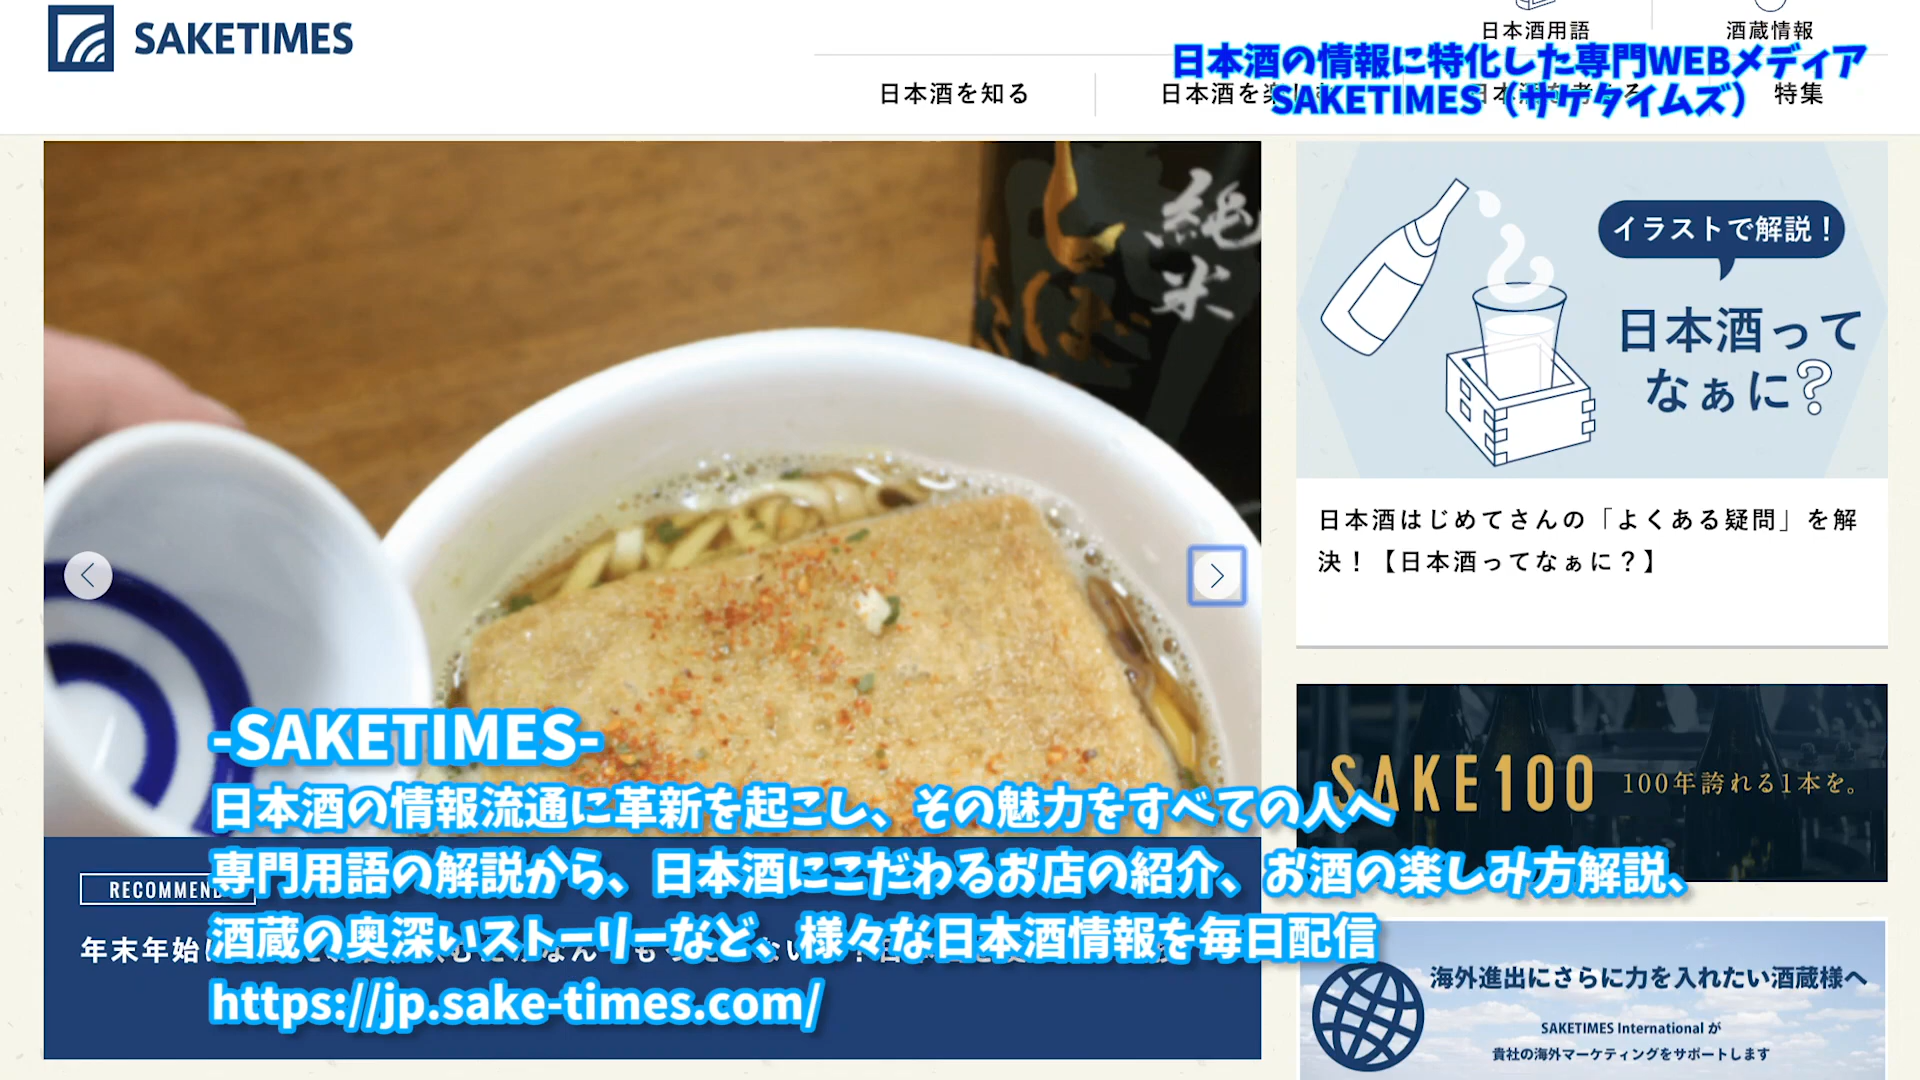 SAKETIMES
日本酒用語
酒蔵情報
日本酒の情報に特化した専門WEBメディア
SAKETIMES（サケタイムズ）
日本酒を知る
日本酒を楽
特集
純米
イラストで解説！
日本酒って
なぁに？
日本酒はじめてさんの「よくある疑問」を解
決！【日本酒ってなぁに？】
SAKE100
100年誇れる1本を。
-SAKETIMES-
日本酒の情報流通に革新を起こし、その魅力をすべての人へ
専門用語の解説から、日本酒にこだわるお店の紹介、お酒の楽しみ方解説、
酒蔵の奥深いストーリーなど、様々な日本酒情報を毎日配信
https://jp.sake-times.com/
RECOMMEND
年末年始
海外進出にさらに力を入れたい酒蔵様へ
SAKETIMES International が
貴社の海外マーケティングをサポートします